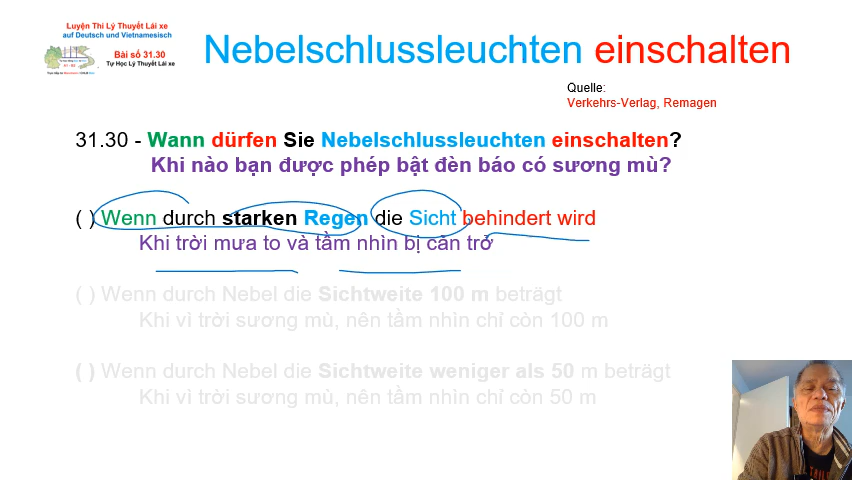 Luyện Thi Lý Thuyết Lái xe
auf Deutsch und Vietnamesisch
Bài số 31.30
Tự Học Lý Thuyết Lái xe
Nebelschlussleuchten einschalten
Quelle:
Verkehrs-Verlag, Remagen
31.30 - Wann dürfen Sie Nebelschlussleuchten einschalten?
Khi nào bạn được phép bật đèn báo có sương mù?
( ) Wenn durch starken Regen die Sicht behindert wird
Khi trời mưa to và tầm nhìn bị cản trở
( ) Wenn durch Nebel die Sichtweite 100 m beträgt
Khi vì trời sương mù, nên tầm nhìn chỉ còn 100 m
( ) Wenn durch Nebel die Sichtweite weniger als 50 m beträgt
Khi vì trời sương mù, nên tầm nhìn chỉ còn 50 m